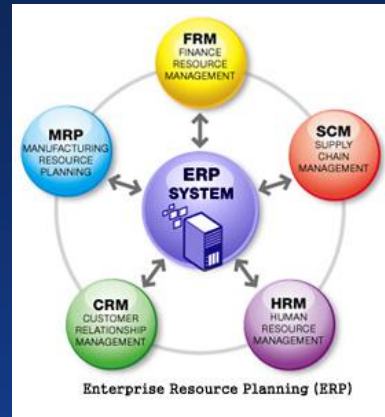 FRM
FINANCE
RESOURCE
MANAGEMENT
MRP
MANUFACTURING
RESOURCE
PLANNING
SCM
SUPPLY
CHAIN
MANAGEMENT
ERP
SYSTEM
CRM
CUSTOMER
RELATIONSHIP
MANAGEMENT
HRM
HUMAN
RESOURCE
MANAGEMENT
Enterprise Resource Planning (ERP)